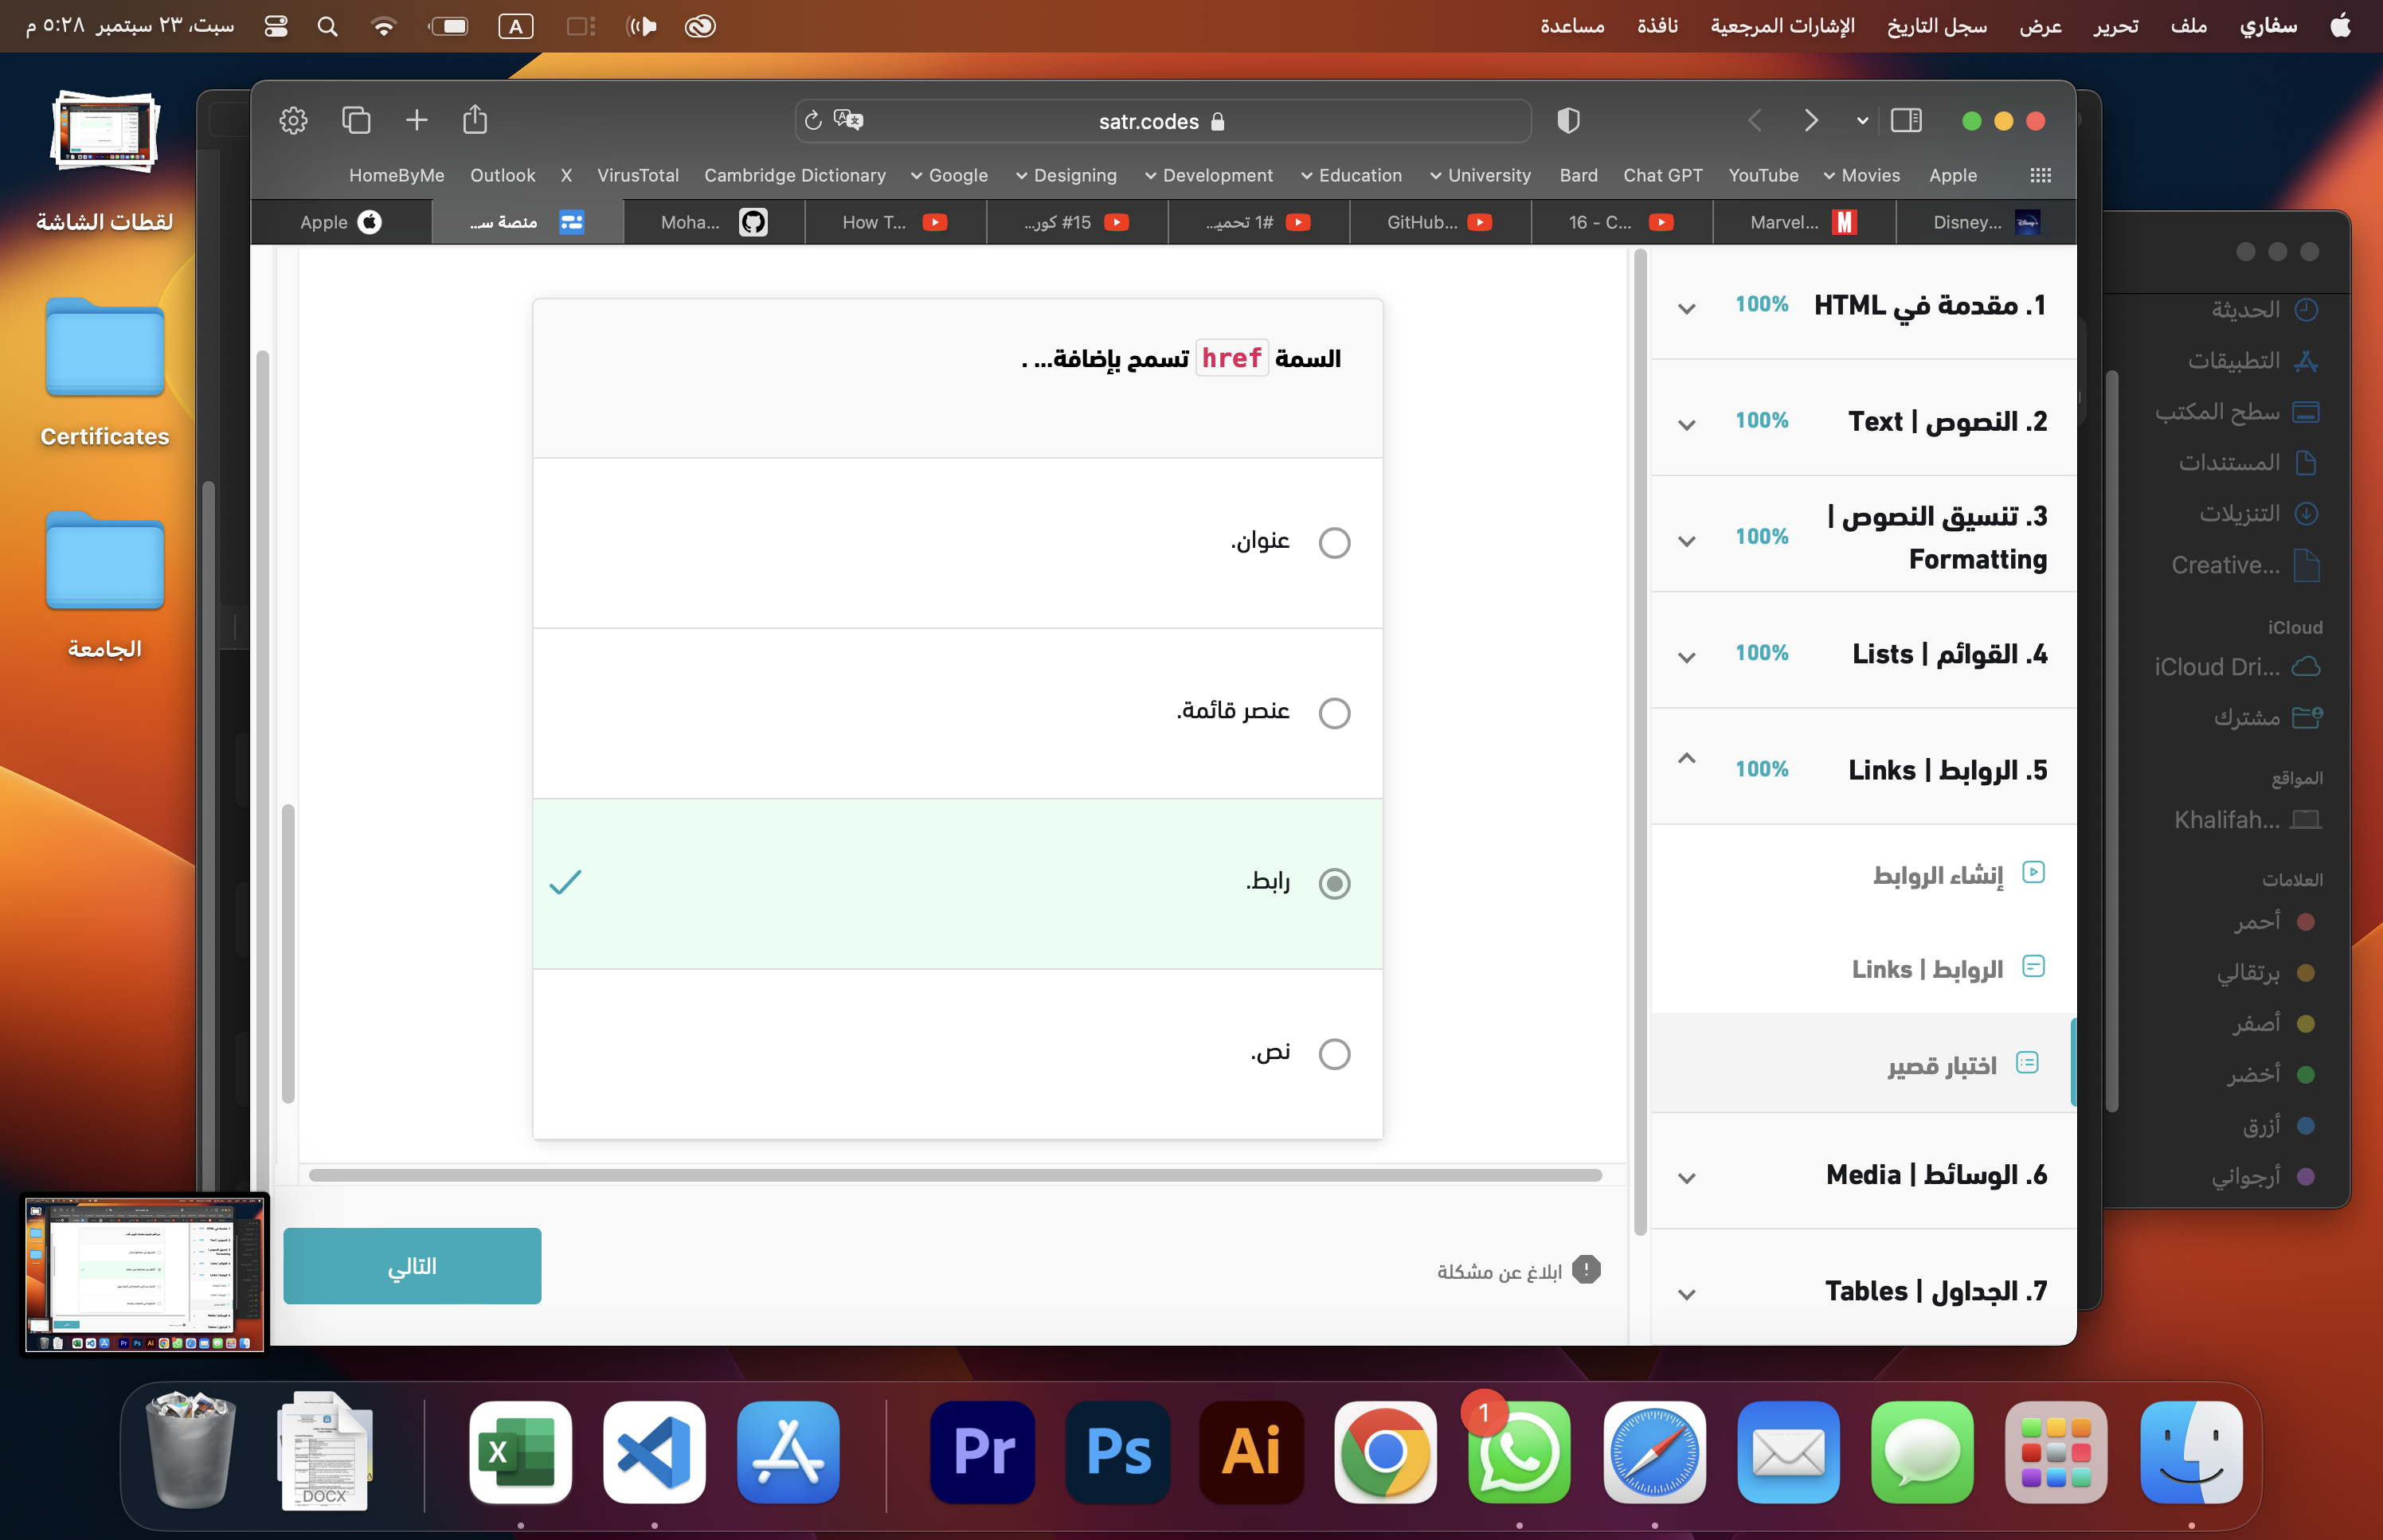 سفاري ملف تحرير عرض سجل التاريخ الإشارات المرجعية نافذة مساعدة
A
سبت، ٢٣ سبتمبر ٥:٢٨ م
satr.codes
HomeByMe Outlook X VirusTotal Cambridge Dictionary Google Designing Development Education University Bard Chat GPT YouTube Movies Apple
Apple
منصة س...
Moha...
How T...
#15 كور...
#1 تحمي...
GitHub...
16 - C...
Marvel...
Disney...
1. مقدمة في HTML 100%
2. النصوص | Text 100%
3. تنسيق النصوص |
Formatting
100%
4. القوائم | Lists 100%
5. الروابط | Links 100%
إنشاء الروابط
الروابط | Links
اختبار قصير
6. الوسائط | Media
7. الجداول | Tables
السمة href تسمح بإضافة... .
عنوان.
عنصر قائمة.
رابط.
نص.
ابلاغ عن مشكلة
التالي
لقطات الشاشة
Certificates
الجامعة
الحديثة
التطبيقات
سطح المكتب
المستندات
التنزيلات
Creative...
iCloud
iCloud Dri...
مشترك
المواقع
Khalifah...
العلامات
أحمر
برتقالي
أصفر
أخضر
أزرق
أرجواني
DOCX
X
Pr
Ps
Ai
1